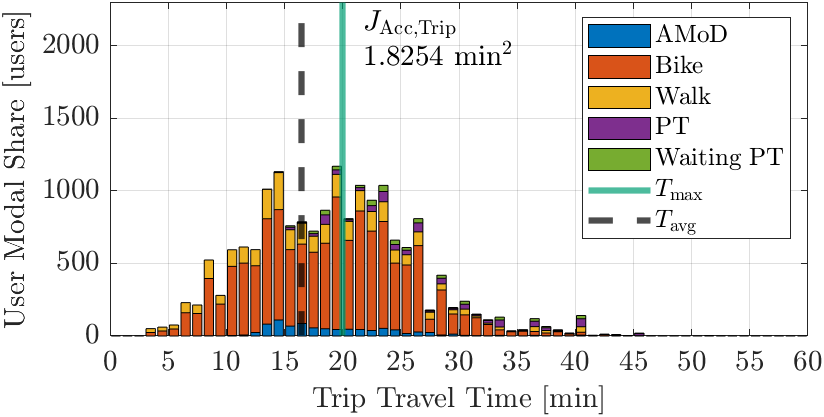 User Modal Share [users]
2000
1500
1000
500
0
J_Acc,Trip
1.8254 min²
AMoD
Bike
Walk
PT
Waiting PT
T_max
T_avg
0 5 10 15 20 25 30 35 40 45 50 55 60
Trip Travel Time [min]